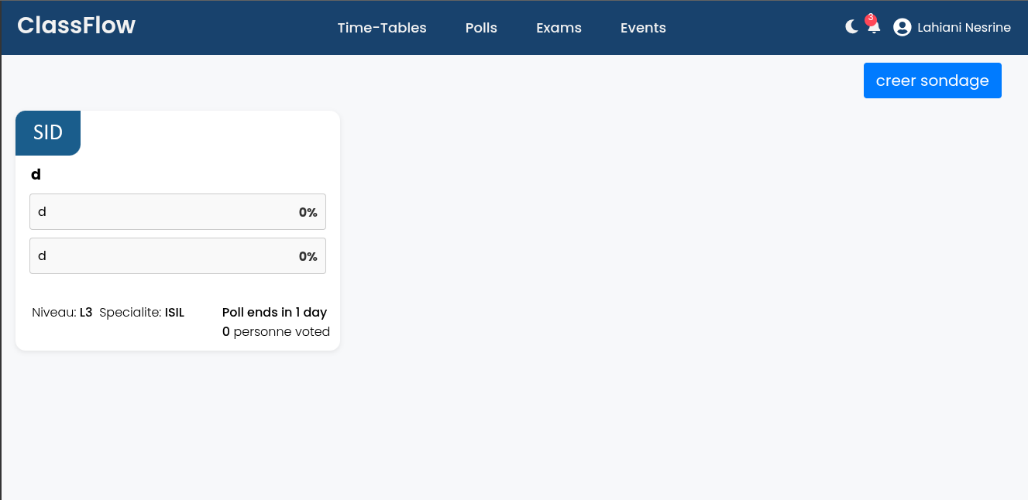 ClassFlow Time-Tables Polls Exams Events 3 Lahiani Nesrine
creer sondage
SID
d
d 0%
d 0%
Niveau: L3 Specialite: ISIL Poll ends in 1 day
0 personne voted